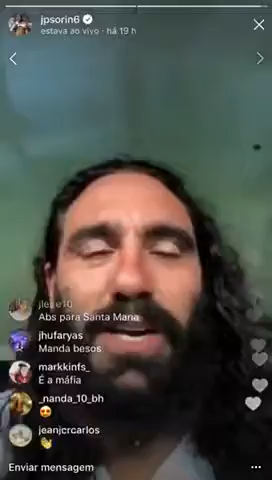 jpsorin6
estava ao vivo · há 19 h
jleite10
Abs para Santa Maria
jhufaryas
Manda besos
markkinfs_
É a máfia
_nanda_10_bh
😍
jeanjcrcarlos
👏
Enviar mensagem